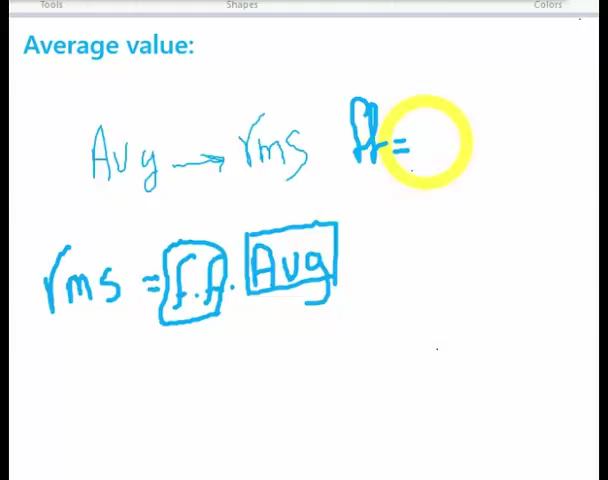 Tools Shapes Colors
Average value:
Avg → rms ff =
rms = f.A. Avg